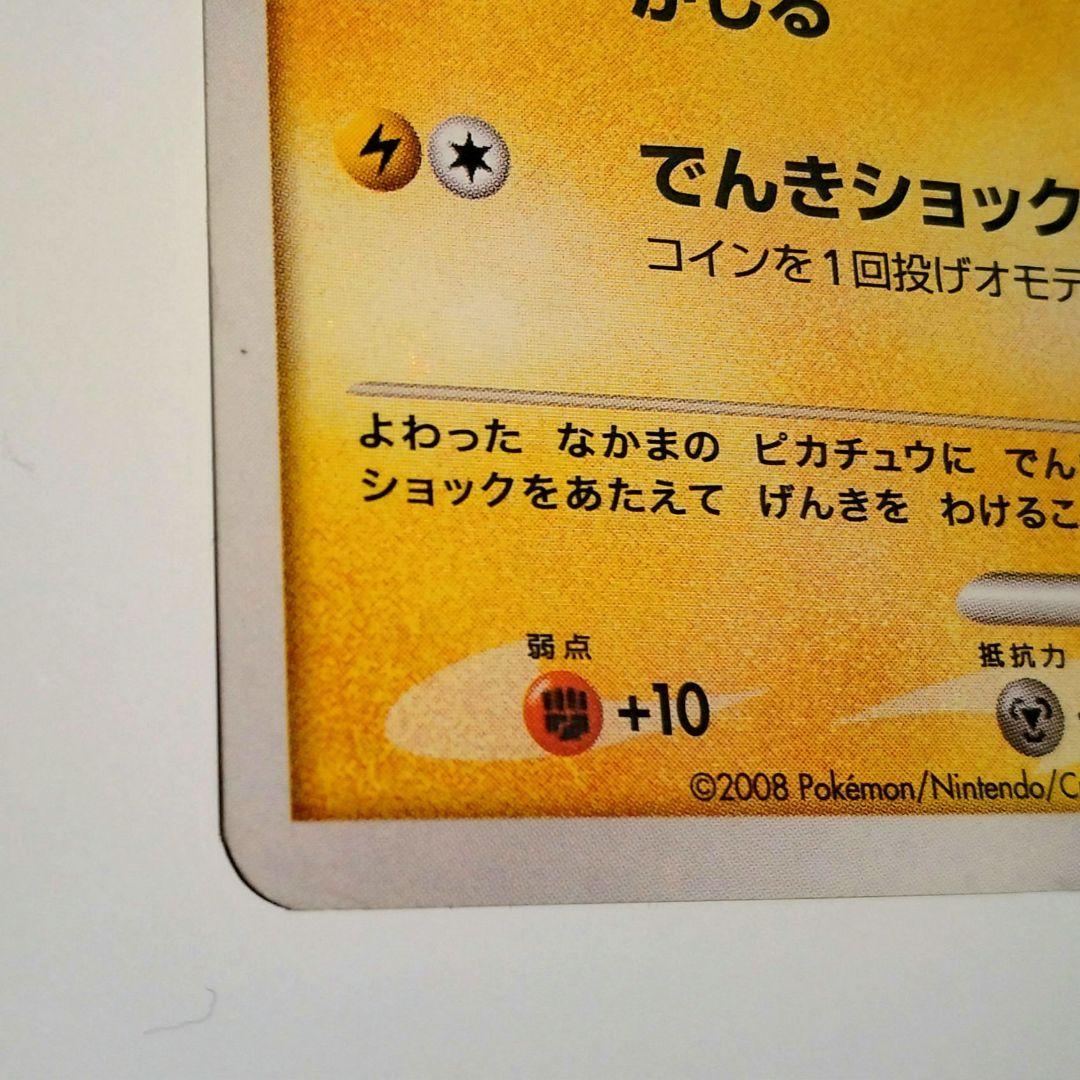 かじる
でんきショック
コインを1回投げオモテ
よわった なかまの ピカチュウに でん
ショックをあたえて げんきを わけるこ
弱点
抵抗力
+10
©2008 Pokémon/Nintendo/C